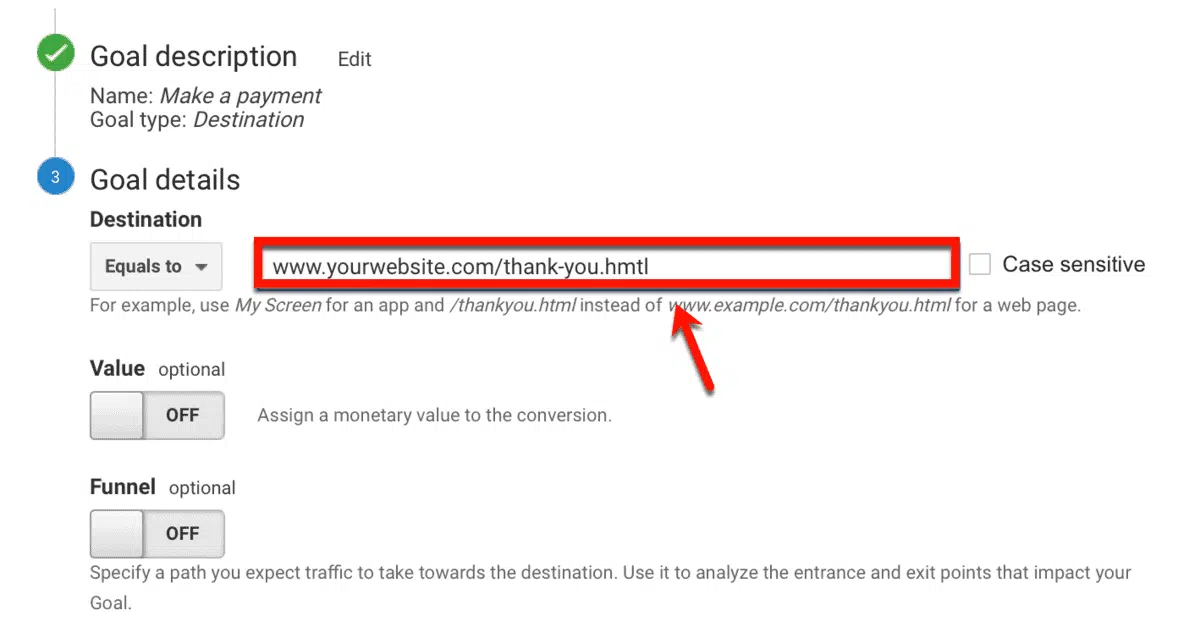 Goal description Edit
Name: Make a payment
Goal type: Destination
3 Goal details
Destination
Equals to www.yourwebsite.com/thank-you.hmtl Case sensitive
For example, use My Screen for an app and /thankyou.html instead of www.example.com/thankyou.html for a web page.
Value optional
OFF Assign a monetary value to the conversion.
Funnel optional
OFF
Specify a path you expect traffic to take towards the destination. Use it to analyze the entrance and exit points that impact your
Goal.